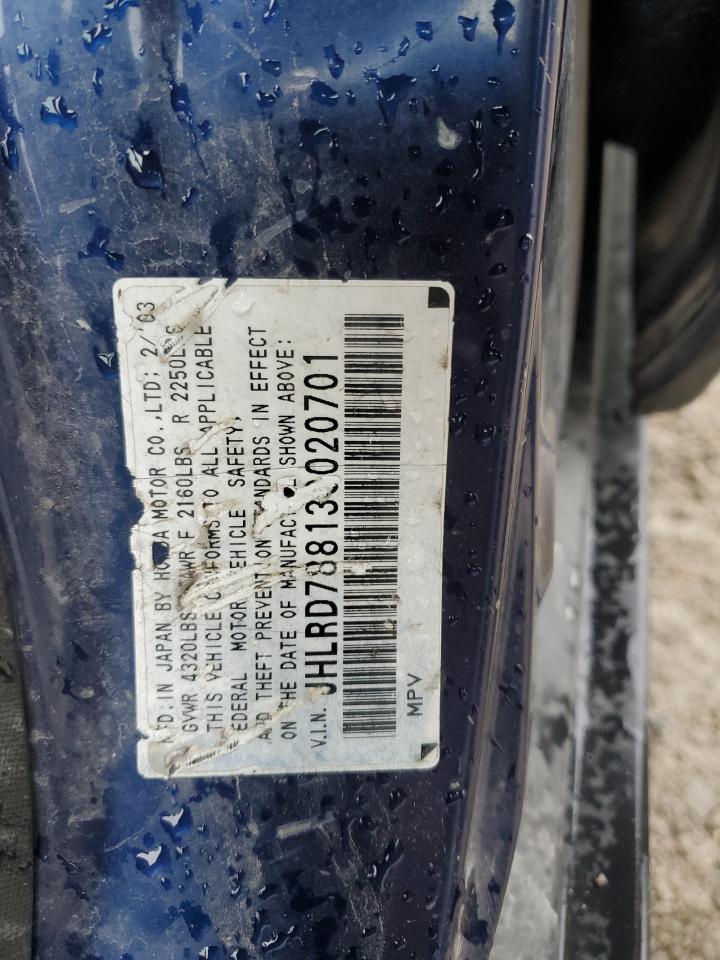 FD. IN JAPAN BY HONDA MOTOR CO.,LTD: 2/'03
GVWR 4320LBS GAWR F 2160LBS R 2250LBS
THIS VEHICLE CONFORMS TO ALL APPLICABLE
FEDERAL MOTOR VEHICLE SAFETY,
AND THEFT PREVENTION STANDARDS IN EFFECT
ON THE DATE OF MANUFACTURE SHOWN ABOVE:
V.I.N. JHLRD78813C020701
MPV